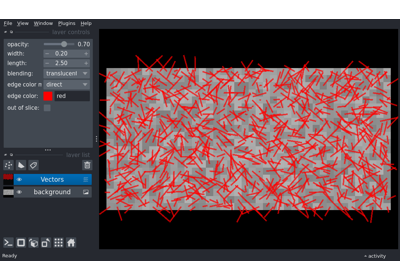 File View Window Plugins Help
layer controls
opacity: 0.70
width: 0.20
length: 2.50
blending: translucent
edge color m direct
edge color: red
out of slice:
layer list
Vectors
background
Ready
activity